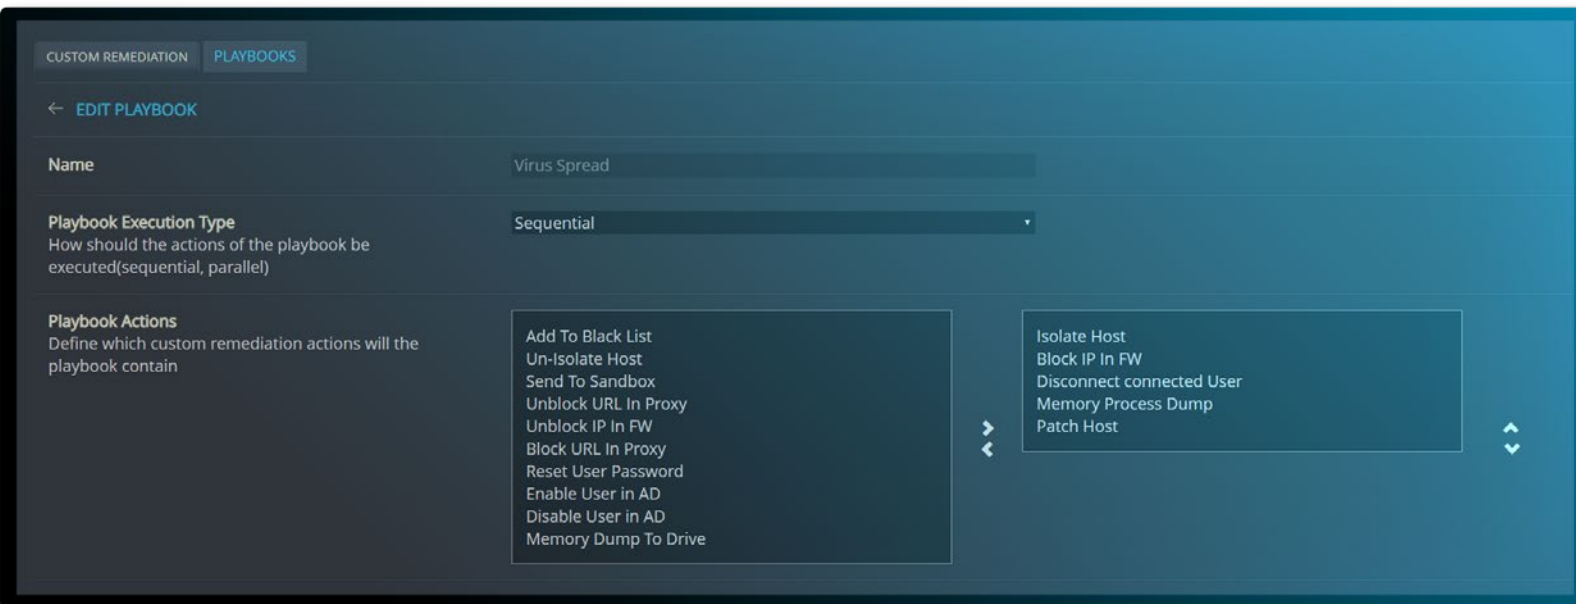 CUSTOM REMEDIATION
PLAYBOOKS
EDIT PLAYBOOK
Name
Virus Spread
Playbook Execution Type
How should the actions of the playbook be
executed(sequential, parallel)
Sequential
Playbook Actions
Define which custom remediation actions will the
playbook contain
Add To Black List
Un-Isolate Host
Send To Sandbox
Unblock URL In Proxy
Unblock IP In FW
Block URL In Proxy
Reset User Password
Enable User in AD
Disable User in AD
Memory Dump To Drive
Isolate Host
Block IP In FW
Disconnect connected User
Memory Process Dump
Patch Host